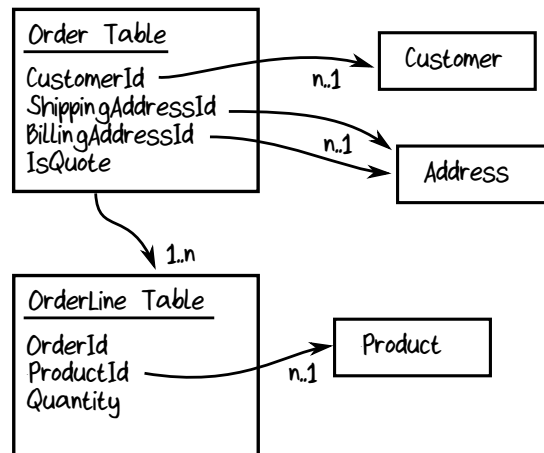 Order Table
CustomerId
ShippingAddressId
BillingAddressId
IsQuote
n..1
Customer
n..1
Address
1..n
OrderLine Table
OrderId
ProductId
Quantity
n..1
Product